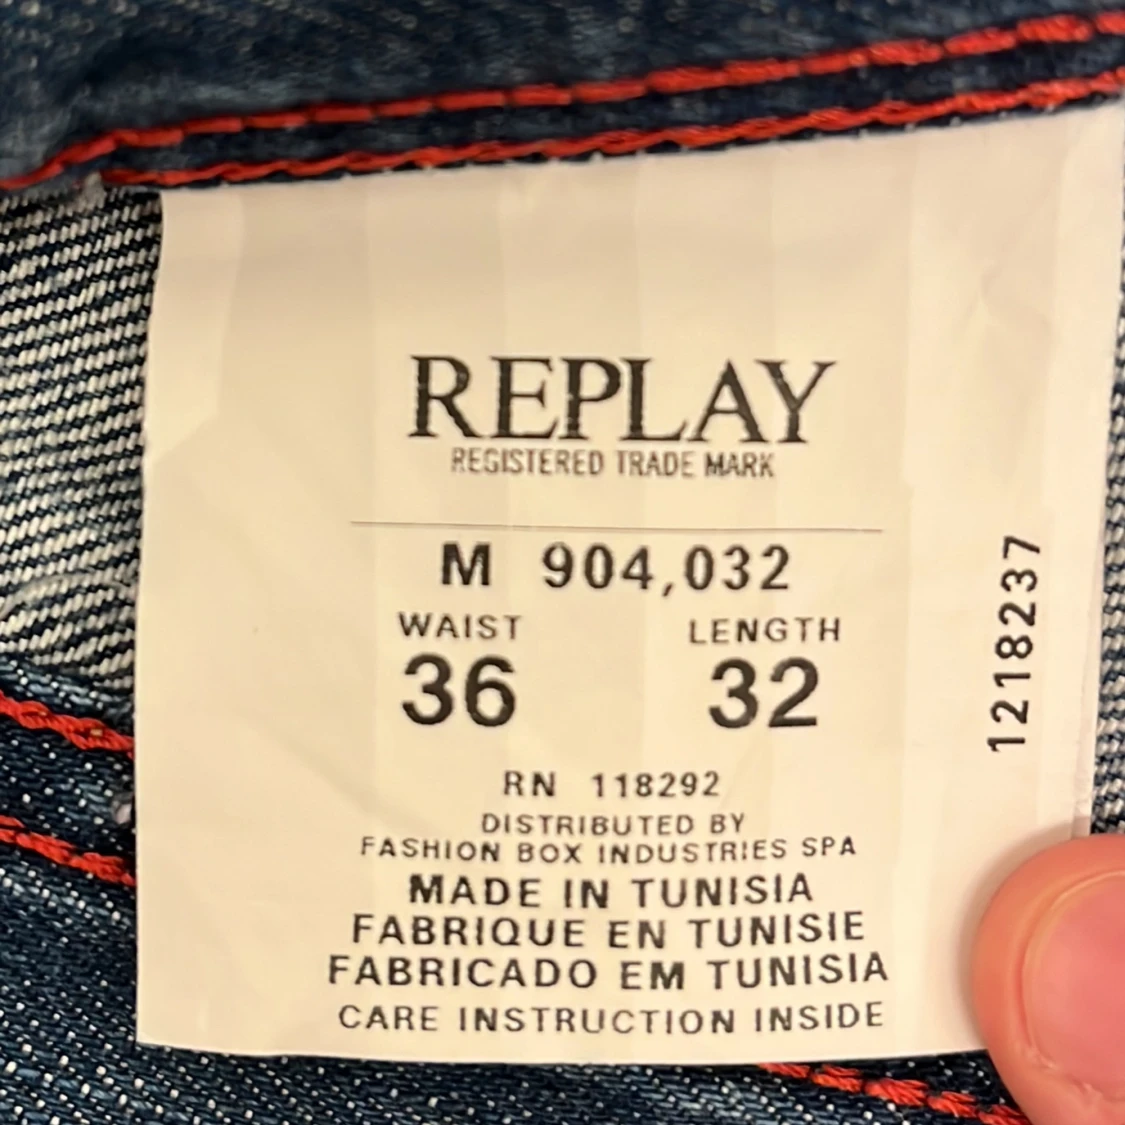 REPLAY
REGISTERED TRADE MARK
M 904,032
WAIST LENGTH
36 32
RN 118292
DISTRIBUTED BY
FASHION BOX INDUSTRIES SPA
MADE IN TUNISIA
FABRIQUE EN TUNISIE
FABRICADO EM TUNISIA
CARE INSTRUCTION INSIDE
1218237